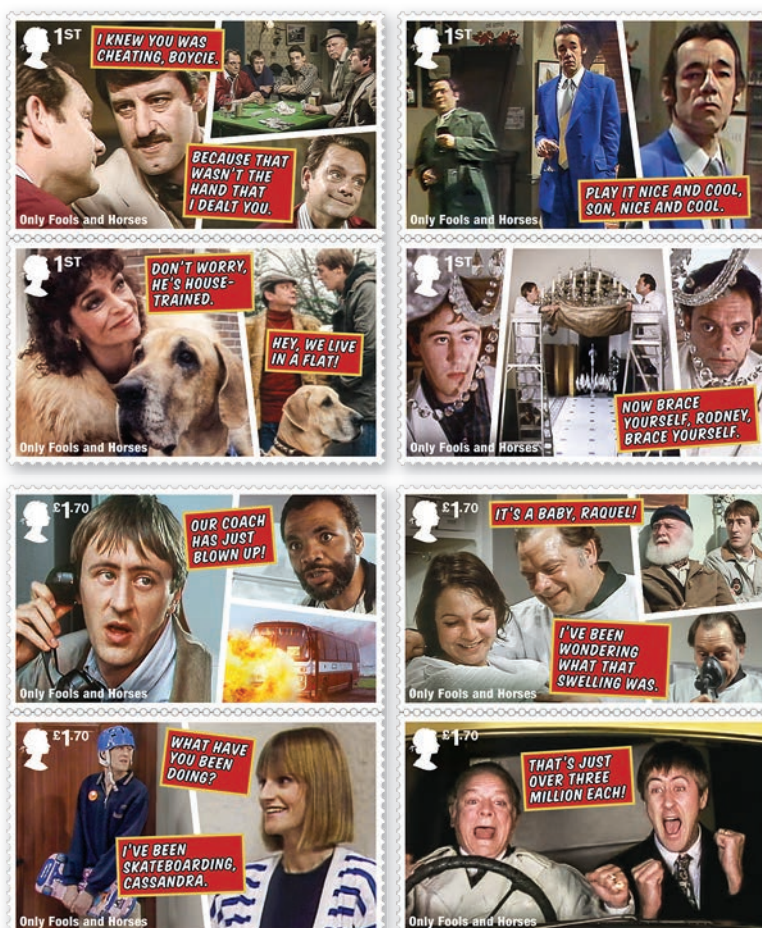 1ST
I KNEW YOU WAS
CHEATING, BOYCIE.
BECAUSE THAT
WASN'T THE
HAND THAT
I DEALT YOU.
Only Fools and Horses
1ST
PLAY IT NICE AND COOL,
SON, NICE AND COOL.
Only Fools and Horses
1ST
DON'T WORRY,
HE'S HOUSE-
TRAINED.
HEY, WE LIVE
IN A FLAT!
Only Fools and Horses
1ST
NOW BRACE
YOURSELF, RODNEY,
BRACE YOURSELF.
Only Fools and Horses
£1.70
OUR COACH
HAS JUST
BLOWN UP!
Only Fools and Horses
£1.70
IT'S A BABY, RAQUEL!
I'VE BEEN
WONDERING
WHAT THAT
SWELLING WAS.
Only Fools and Horses
£1.70
WHAT HAVE
YOU BEEN
DOING?
I'VE BEEN
SKATEBOARDING,
CASSANDRA.
Only Fools and Horses
£1.70
THAT'S JUST
OVER THREE
MILLION EACH!
Only Fools and Horses